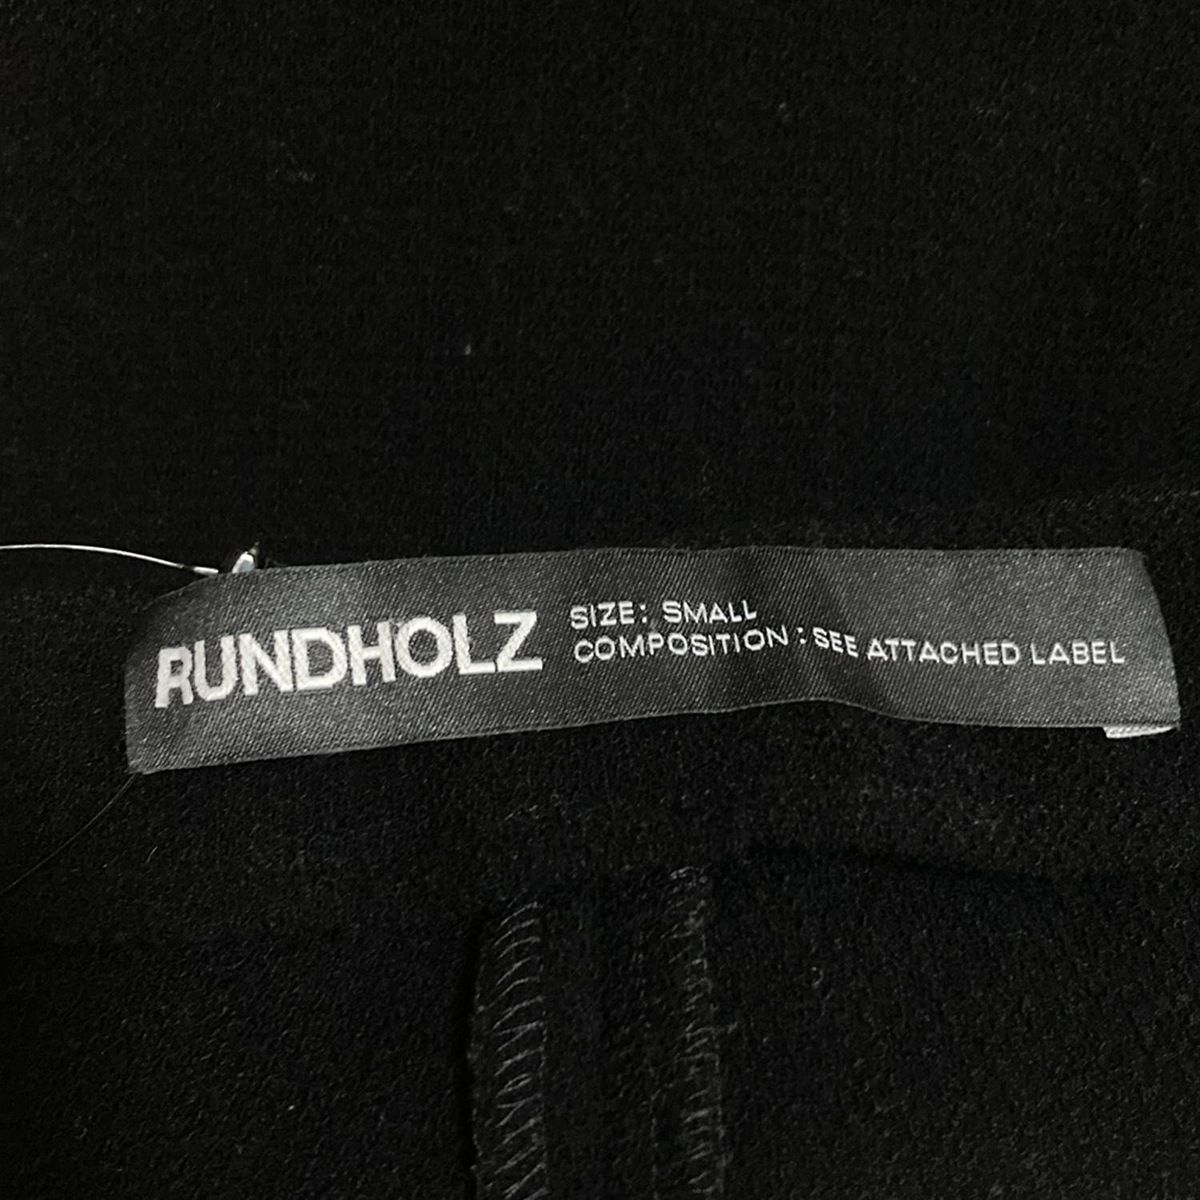 RUNDHOLZ
SIZE: SMALL
COMPOSITION : SEE ATTACHED LABEL